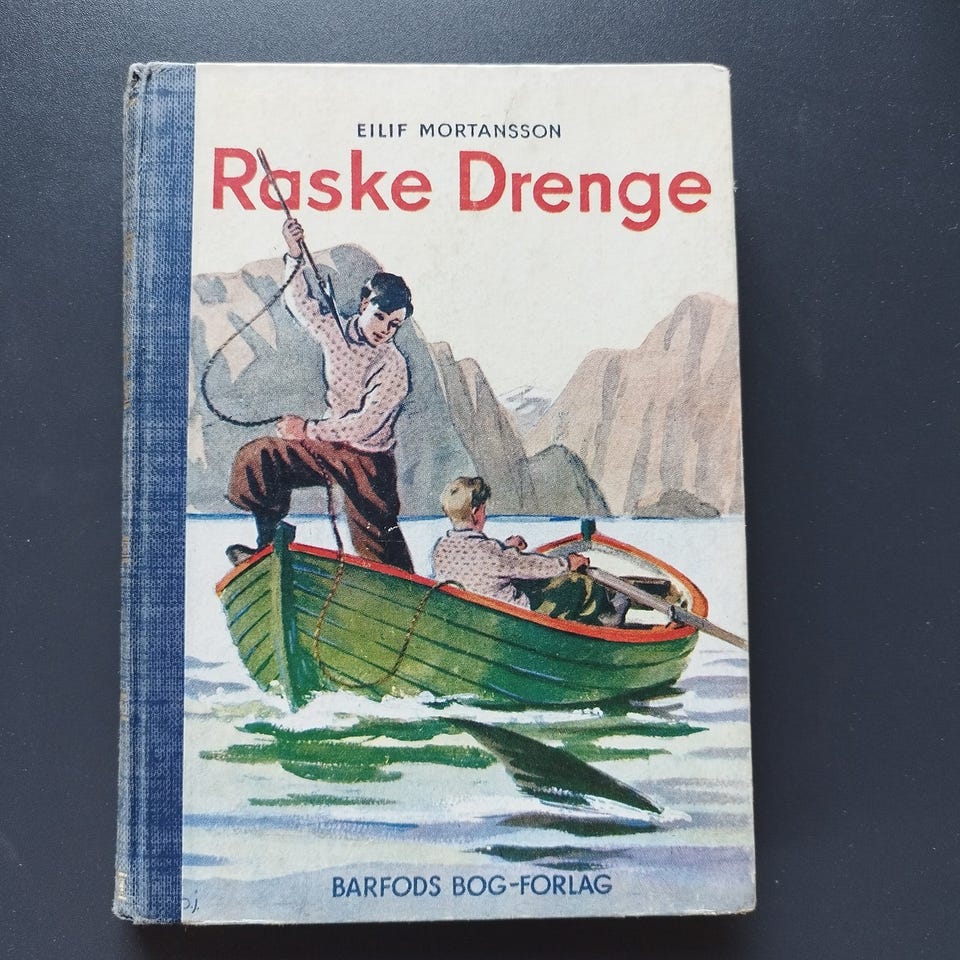 EILIF MORTANSSON
Raske Drenge
BARFODS BOG-FORLAG